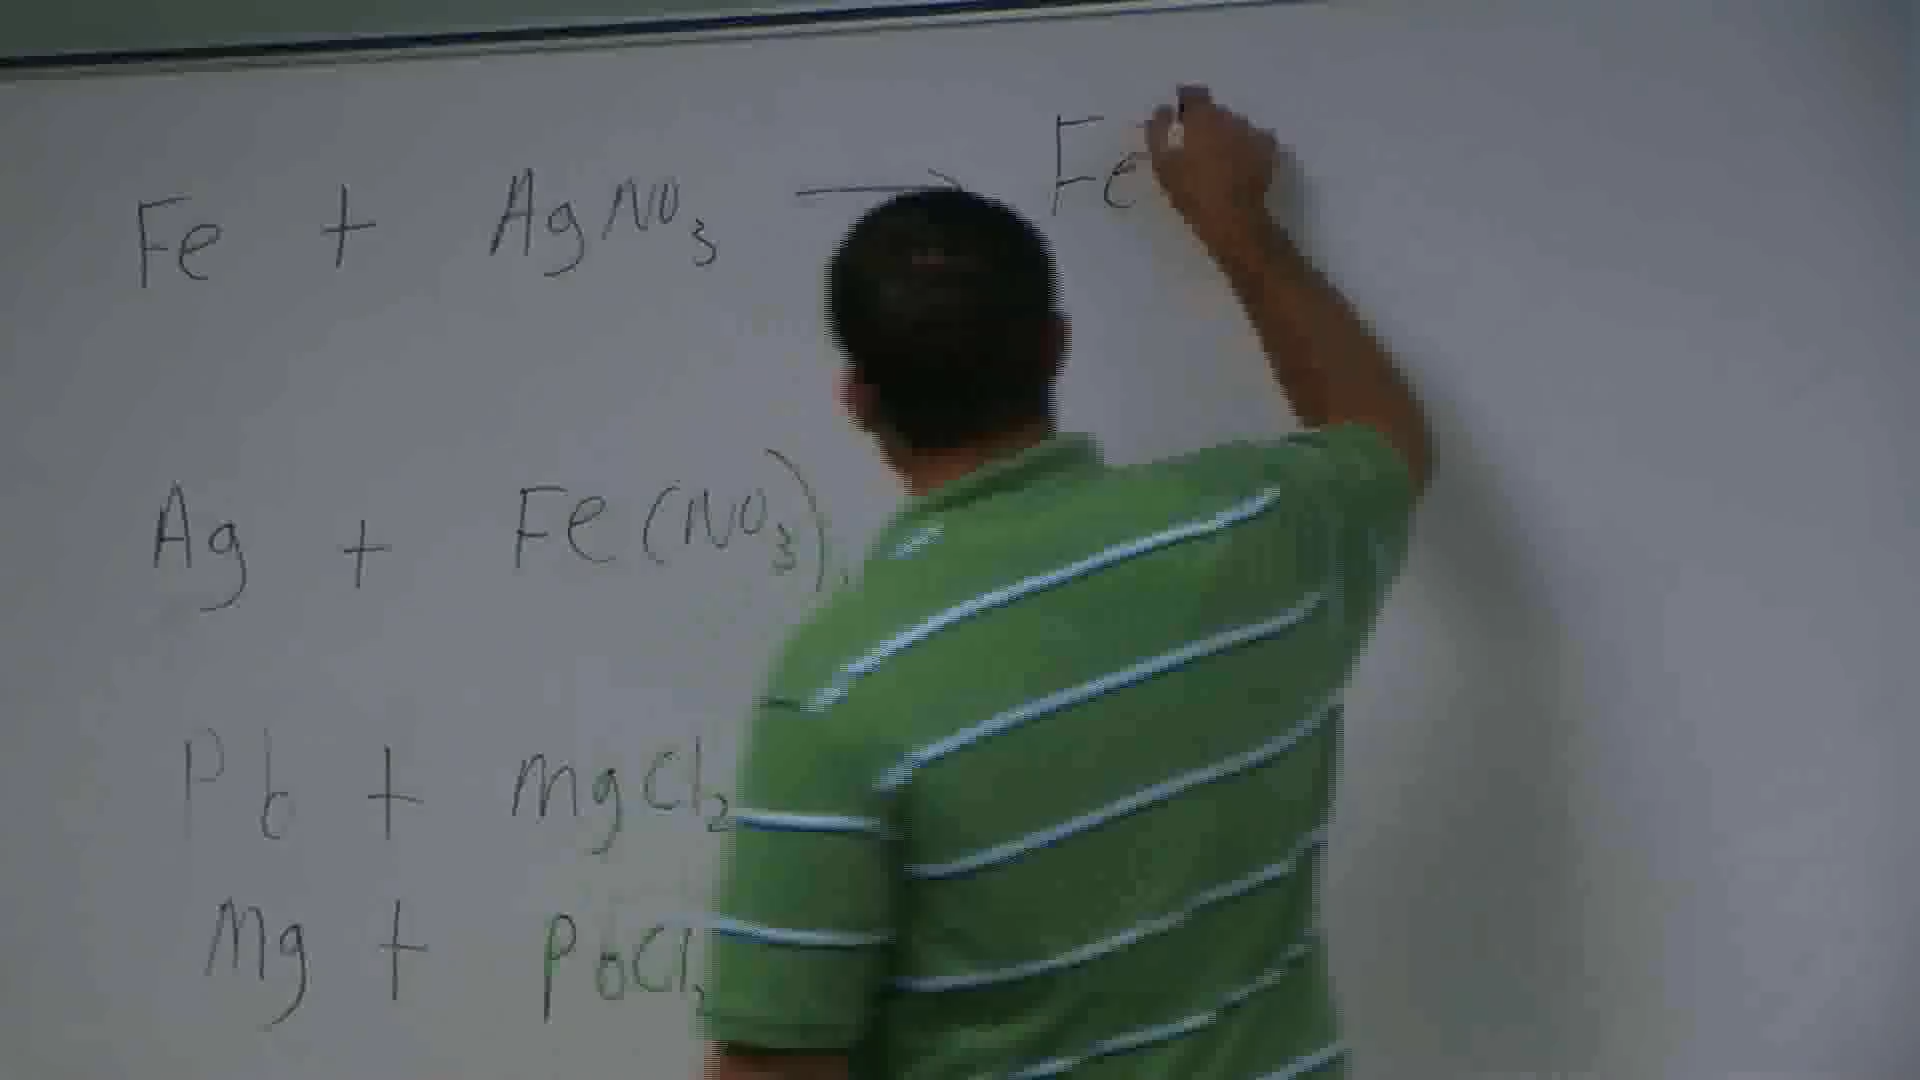 Fe + AgNO3 → Fe
Ag + Fe(NO3)
Pb + MgCl2
Mg + PbCl2